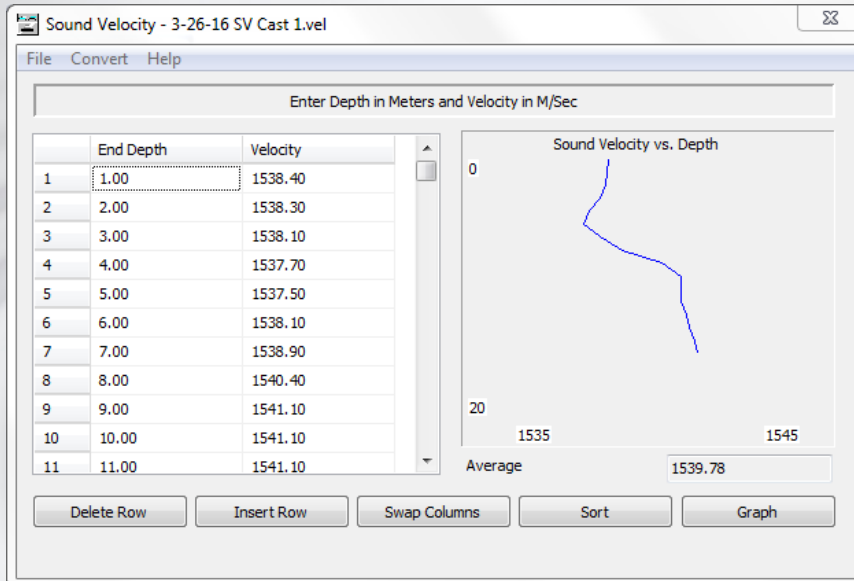 Sound Velocity - 3-26-16 SV Cast 1.vel
File Convert Help
Enter Depth in Meters and Velocity in M/Sec
End Depth Velocity
1 1.00 1538.40
2 2.00 1538.30
3 3.00 1538.10
4 4.00 1537.70
5 5.00 1537.50
6 6.00 1538.10
7 7.00 1538.90
8 8.00 1540.40
9 9.00 1541.10
10 10.00 1541.10
11 11.00 1541.10
Sound Velocity vs. Depth
0
20
1535 1545
Average 1539.78
Delete Row Insert Row Swap Columns Sort Graph